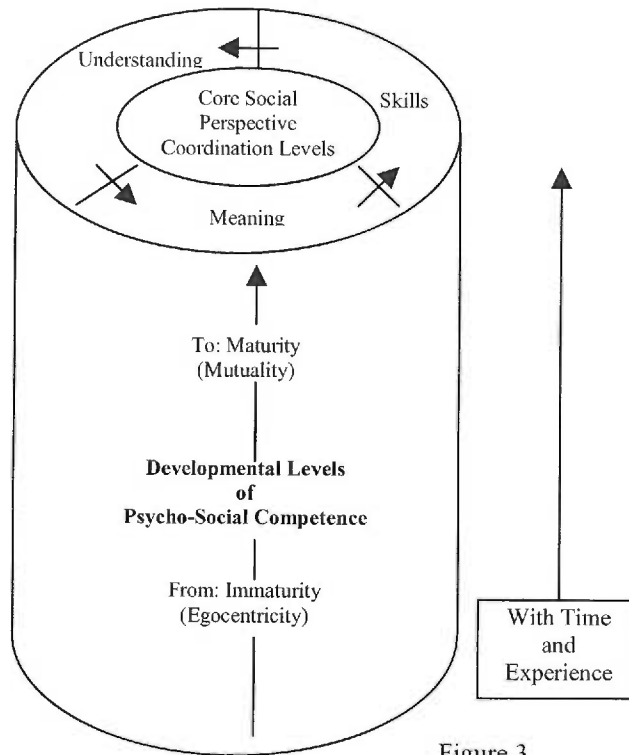 Understanding
Skills
Core Social
Perspective
Coordination Levels
Meaning
To: Maturity
(Mutuality)
Developmental Levels
of
Psycho-Social Competence
From: Immaturity
(Egocentricity)
With Time
and
Experience
Figure 3